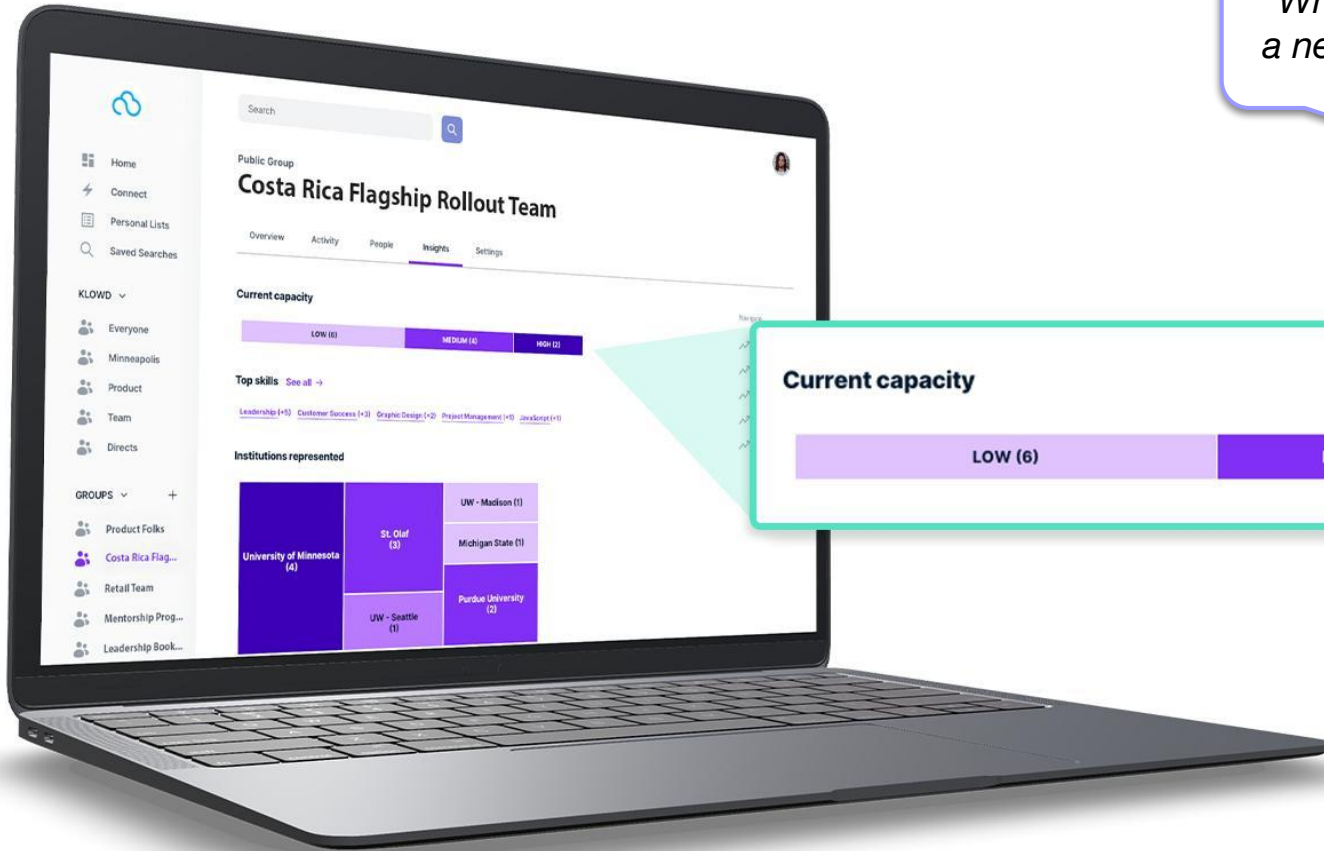 a ne
Search
Public Group
Costa Rica Flagship Rollout Team
Overview Activity People Insights Settings
Home
Connect
Personal Lists
Saved Searches
KLOWD
Everyone
Minneapolis
Product
Team
Directs
GROUPS +
Product Folks
Costa Rica Flag...
Retail Team
Mentorship Prog...
Leadership Book...
Current capacity
LOW (6) MEDIUM (4) HIGH (2)
Top skills See all →
Leadership (+5) Customer Success (+3) Graphic Design (+2) Project Management (+1) JavaScript (+1)
Institutions represented
University of Minnesota
(4)
St. Olaf
(3)
UW - Seattle
(1)
UW - Madison (1)
Michigan State (1)
Purdue University
(2)
Navigate
Current capacity
LOW (6)